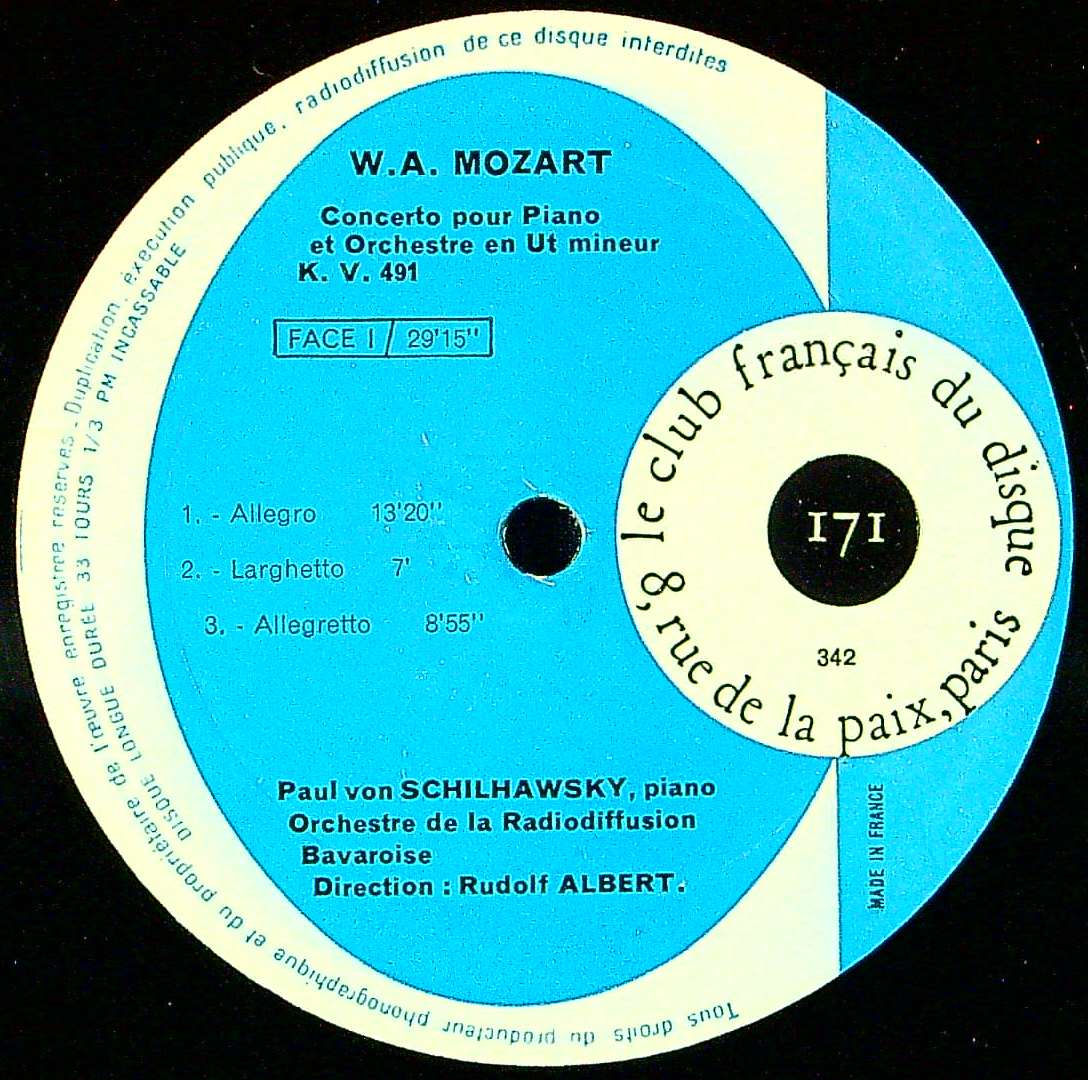 W.A. MOZART
Concerto pour Piano
et Orchestre en Ut mineur
K. V. 491
FACE I / 29'15''
1. - Allegro 13'20''
2. - Larghetto 7'
3. - Allegretto 8'55''
Paul von SCHILHAWSKY, piano
Orchestre de la Radiodiffusion
Bavaroise
Direction : Rudolf ALBERT.
le club français du disque
8, rue de la paix, paris
171
342
MADE IN FRANCE
Tous droits du producteur phonographique et du propriétaire de l'œuvre enregistrée réservés. Duplication, éxécution publique, radiodiffusion de ce disque interdites
DISQUE LONGUE DURÉE 33 TOURS 1/3 PM INCASSABLE